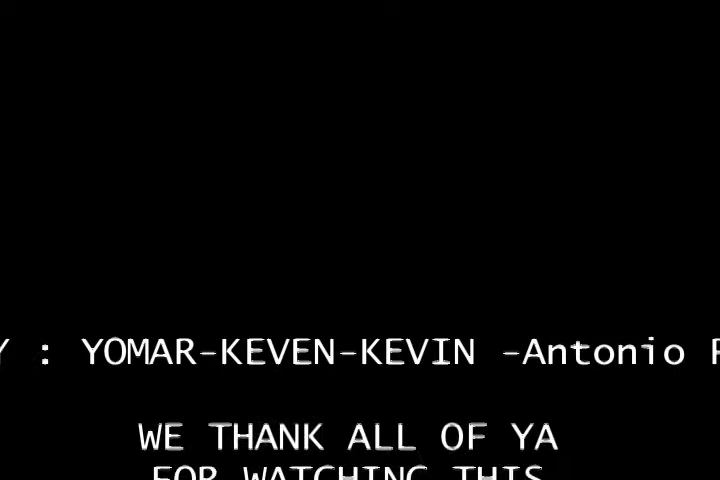 Y : YOMAR-KEVEN-KEVIN -Antonio
WE THANK ALL OF YA
FOR WATCHING THIS